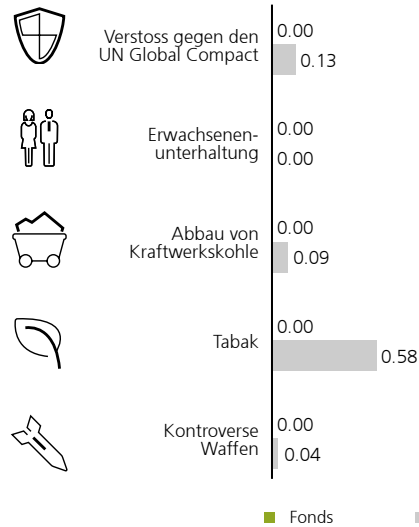 Verstoss gegen den
UN Global Compact
0.00
0.13
Erwachsenen-
unterhaltung
0.00
0.00
Abbau von
Kraftwerkskohle
0.00
0.09
Tabak
0.00
0.58
Kontroverse
Waffen
0.00
0.04
Fonds